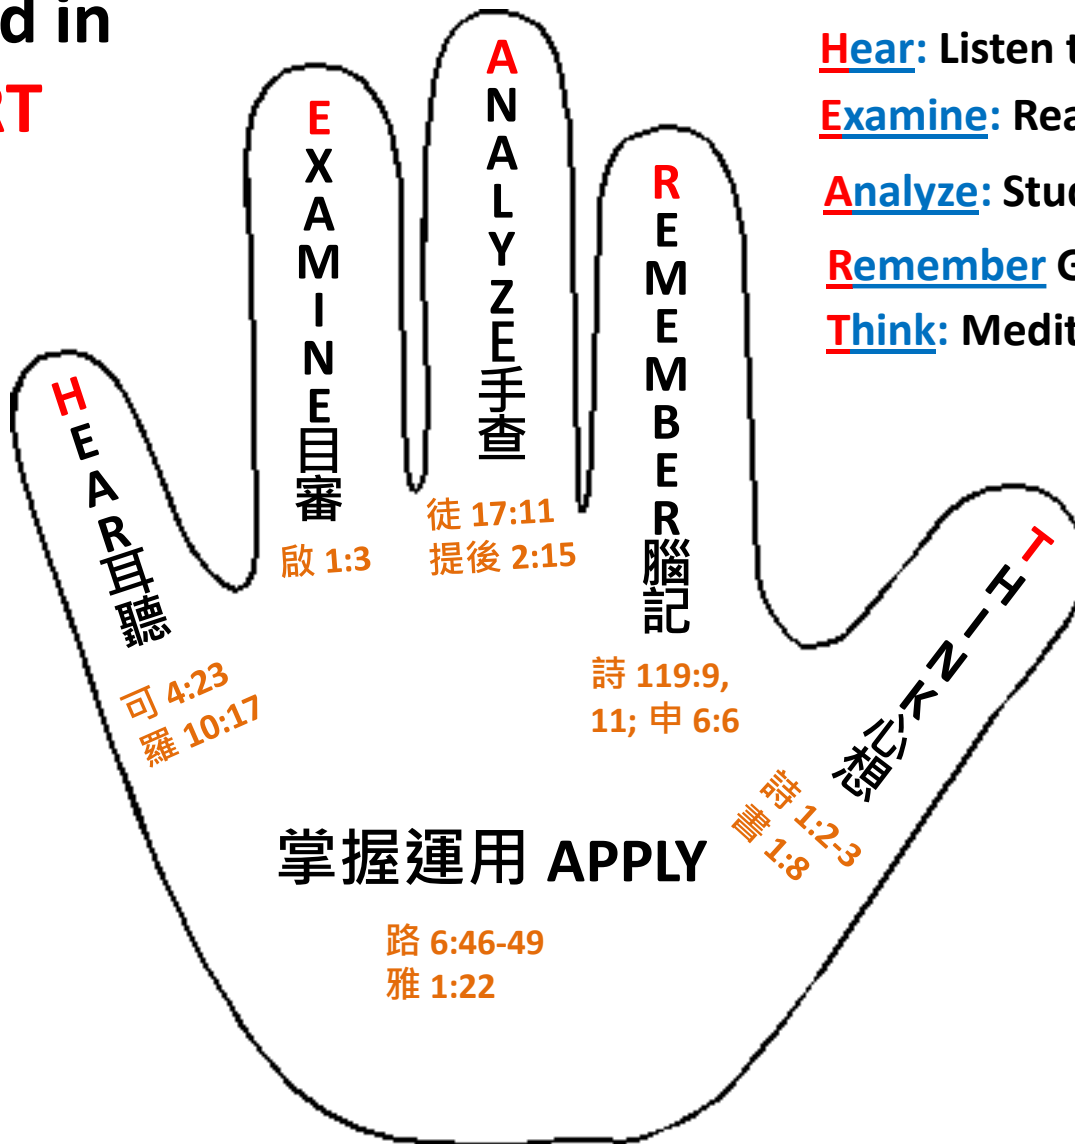 d in
RT
Hear: Listen t
Examine: Rea
Analyze: Stud
Remember G
Think: Medit
HEAR耳聽
可 4:23
羅 10:17
EXAMINE目審
啟 1:3
ANALYZE手查
徒 17:11
提後 2:15
REMEMBER腦記
詩 119:9,
11; 申 6:6
THINK心想
詩 1:2-3
書 1:8
掌握運用 APPLY
路 6:46-49
雅 1:22